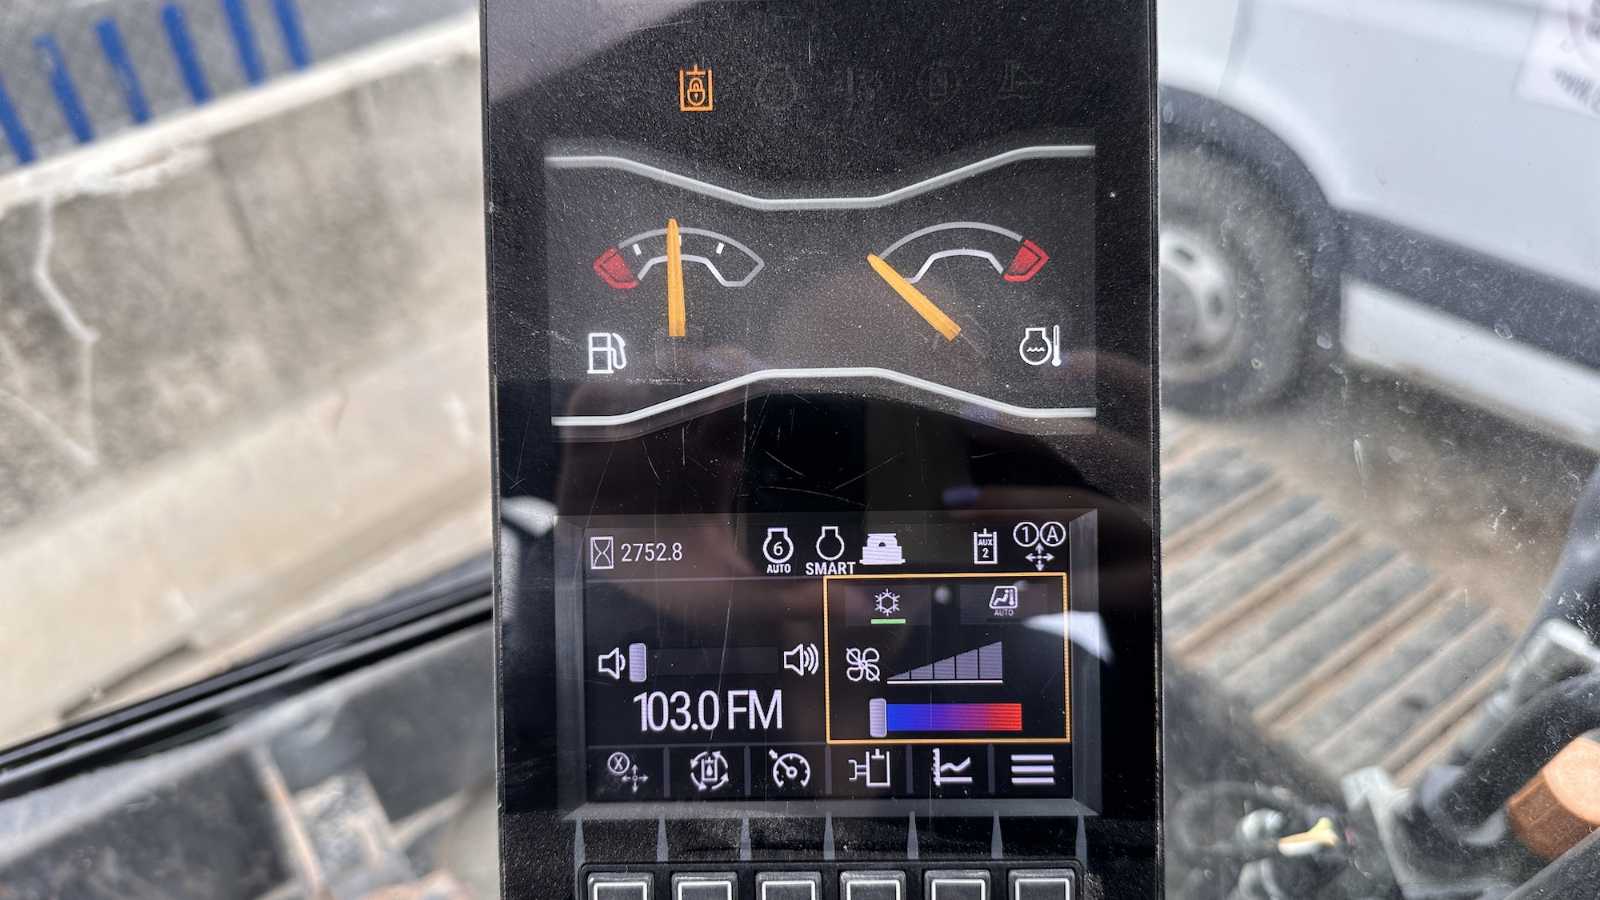 2752.8
6
AUTO
SMART
AUX
2
1 A
AUTO
103.0 FM
X